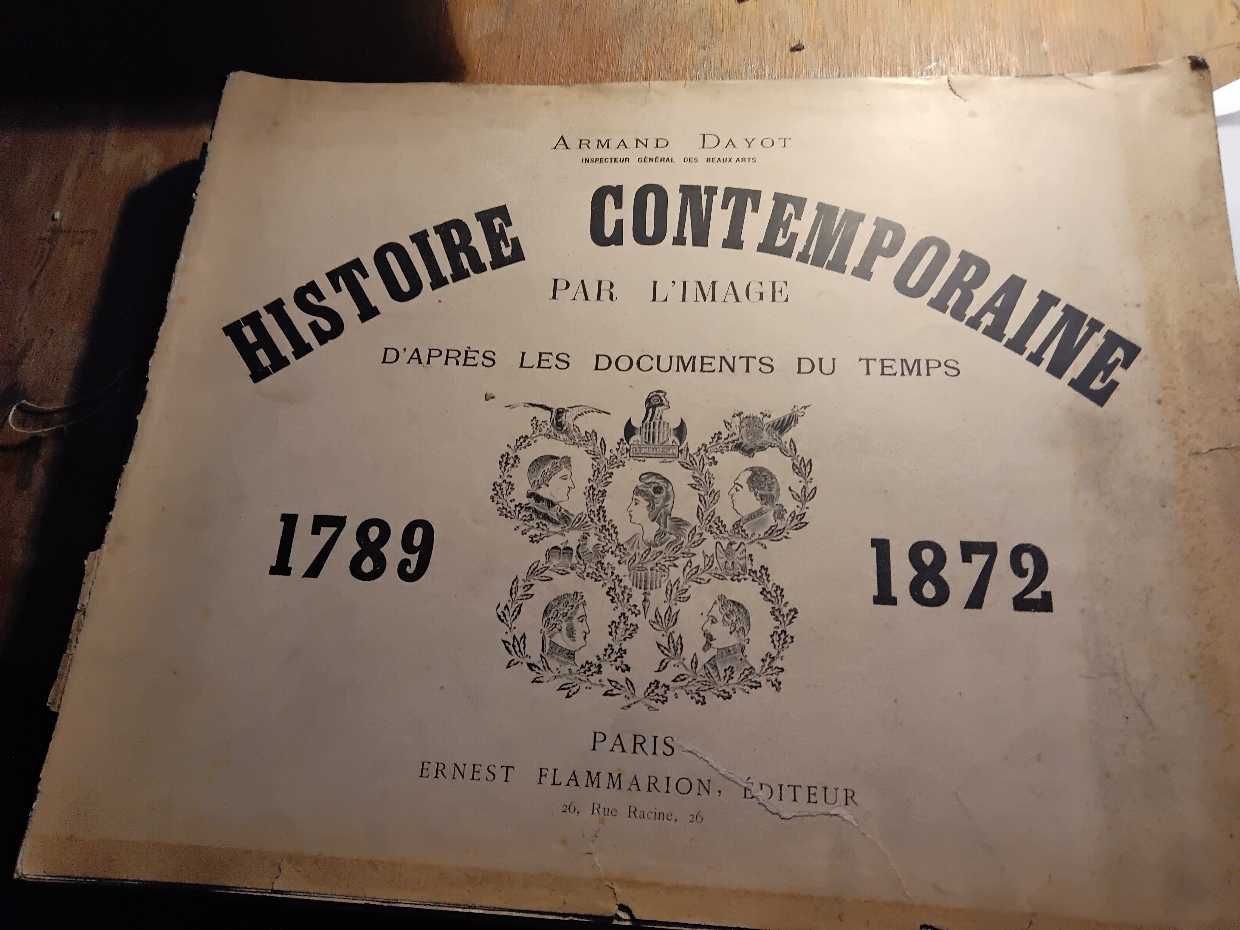 ARMAND DAYOT
INSPECTEUR GÉNÉRAL DES BEAUX ARTS
HISTOIRE CONTEMPORAINE
PAR L'IMAGE
D'APRÈS LES DOCUMENTS DU TEMPS
1789 1872
PARIS
ERNEST FLAMMARION, ÉDITEUR
26, Rue Racine, 26